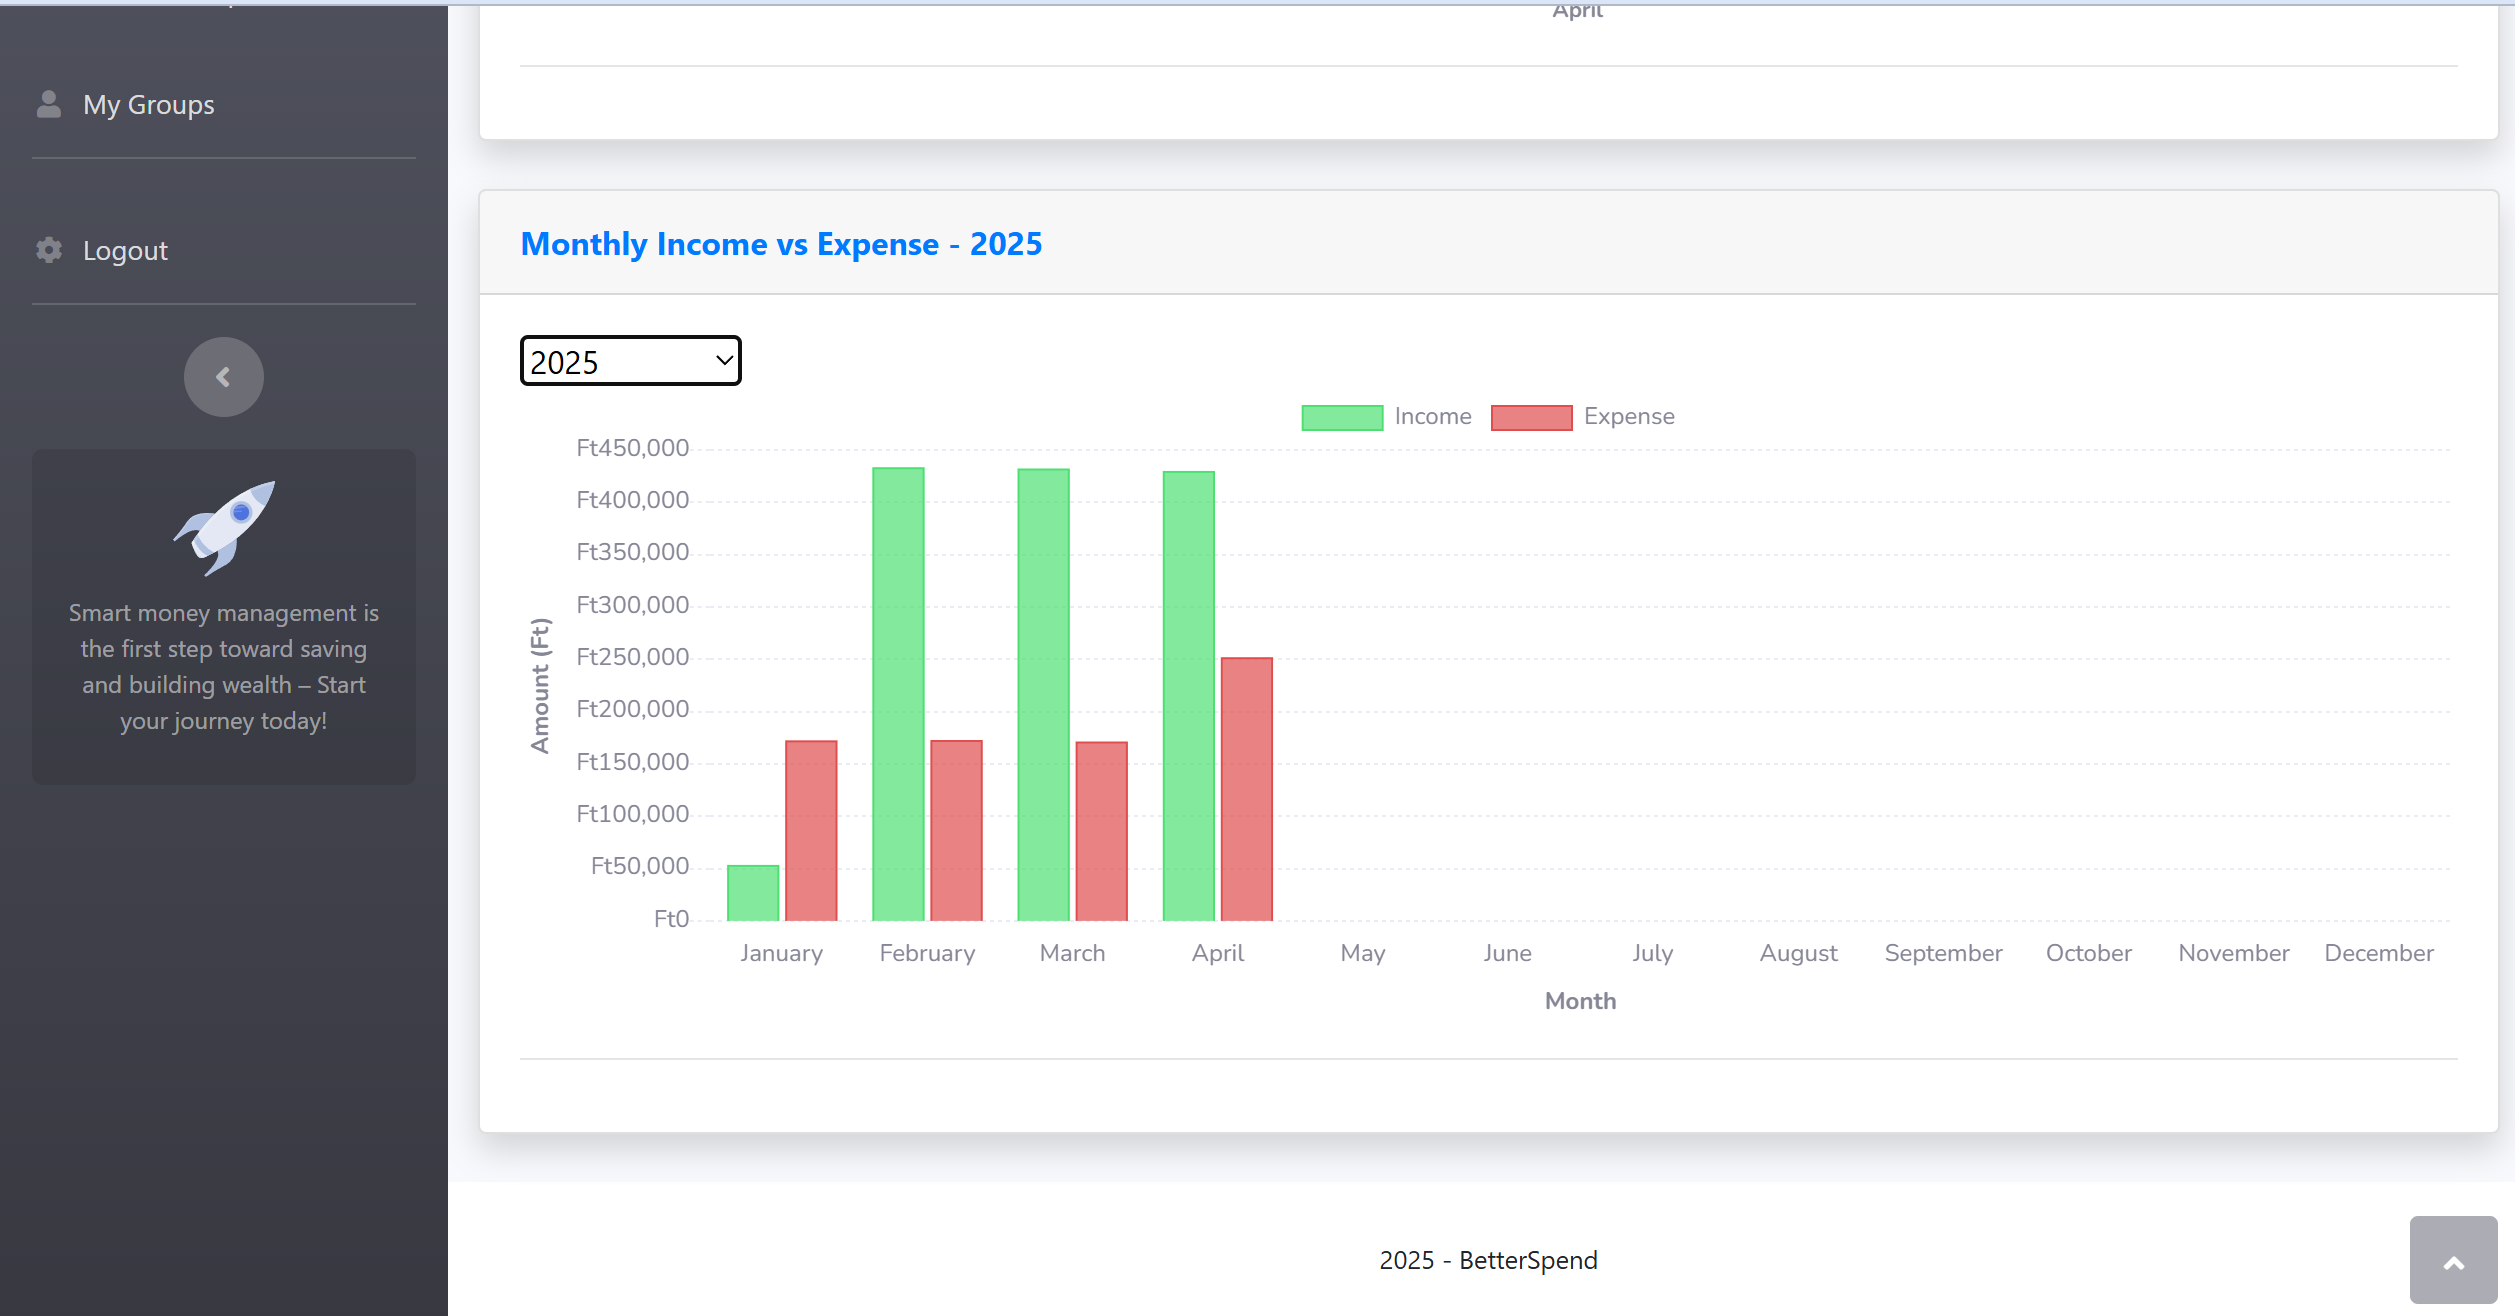 My Groups
Logout
Smart money management is
the first step toward saving
and building wealth – Start
your journey today!
April
Monthly Income vs Expense - 2025
2025
Income
Expense
Amount (Ft)
Ft450,000
Ft400,000
Ft350,000
Ft300,000
Ft250,000
Ft200,000
Ft150,000
Ft100,000
Ft50,000
Ft0
January February March April May June July August September October November December
Month
2025 - BetterSpend